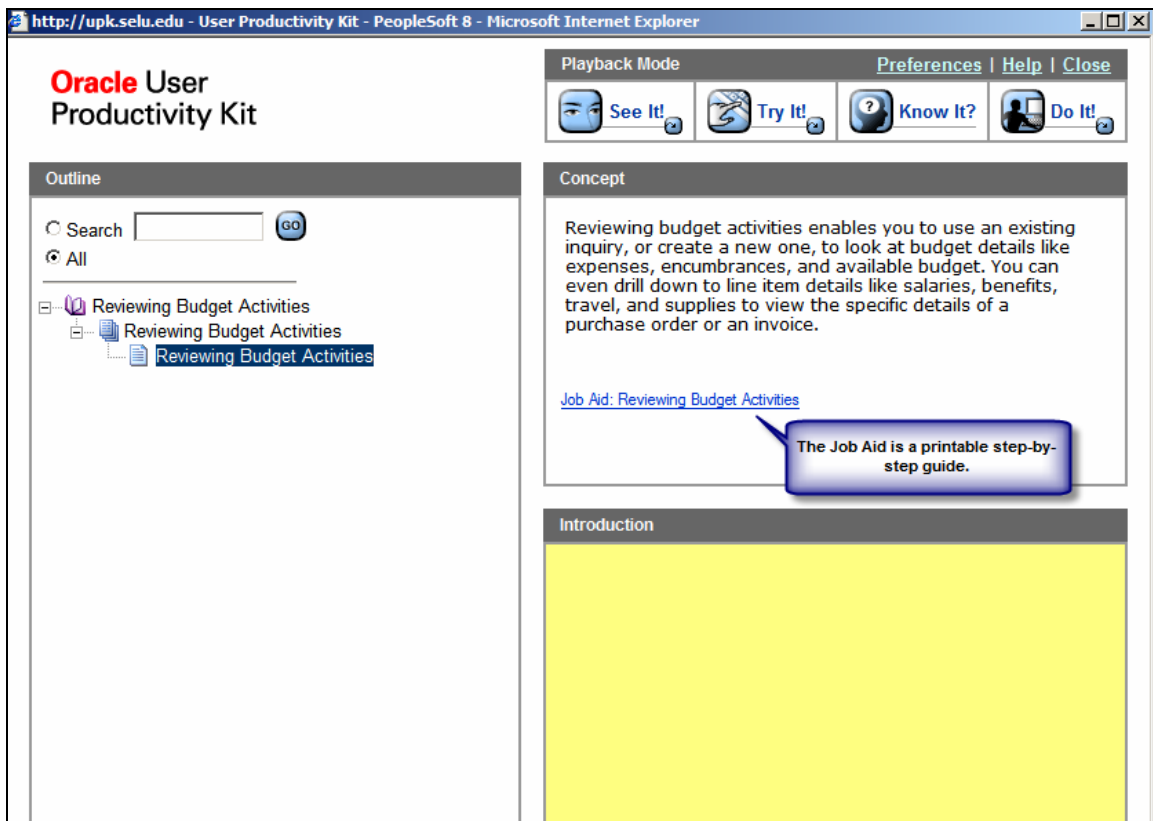 http://upk.selu.edu - User Productivity Kit - PeopleSoft 8 - Microsoft Internet Explorer
Oracle User
Productivity Kit
Playback Mode
Preferences | Help | Close
See It!
Try It!
Know It?
Do It!
Outline
Search
GO
All
Reviewing Budget Activities
Reviewing Budget Activities
Reviewing Budget Activities
Concept
Reviewing budget activities enables you to use an existing
inquiry, or create a new one, to look at budget details like
expenses, encumbrances, and available budget. You can
even drill down to line item details like salaries, benefits,
travel, and supplies to view the specific details of a
purchase order or an invoice.
Job Aid: Reviewing Budget Activities
The Job Aid is a printable step-by-
step guide.
Introduction